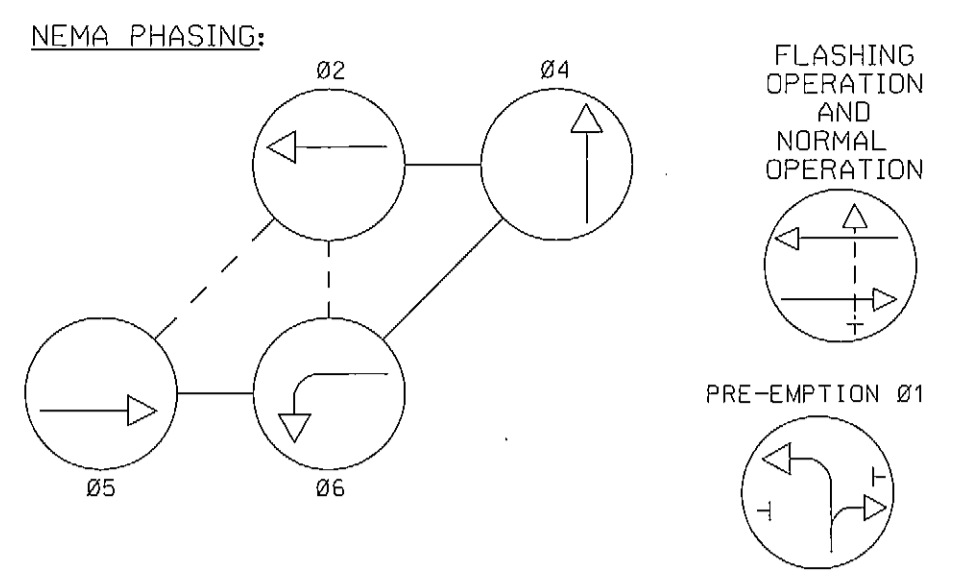 NEMA PHASING:
Ø2
Ø4
Ø5
Ø6
FLASHING
OPERATION
AND
NORMAL
OPERATION
PRE-EMPTION Ø1